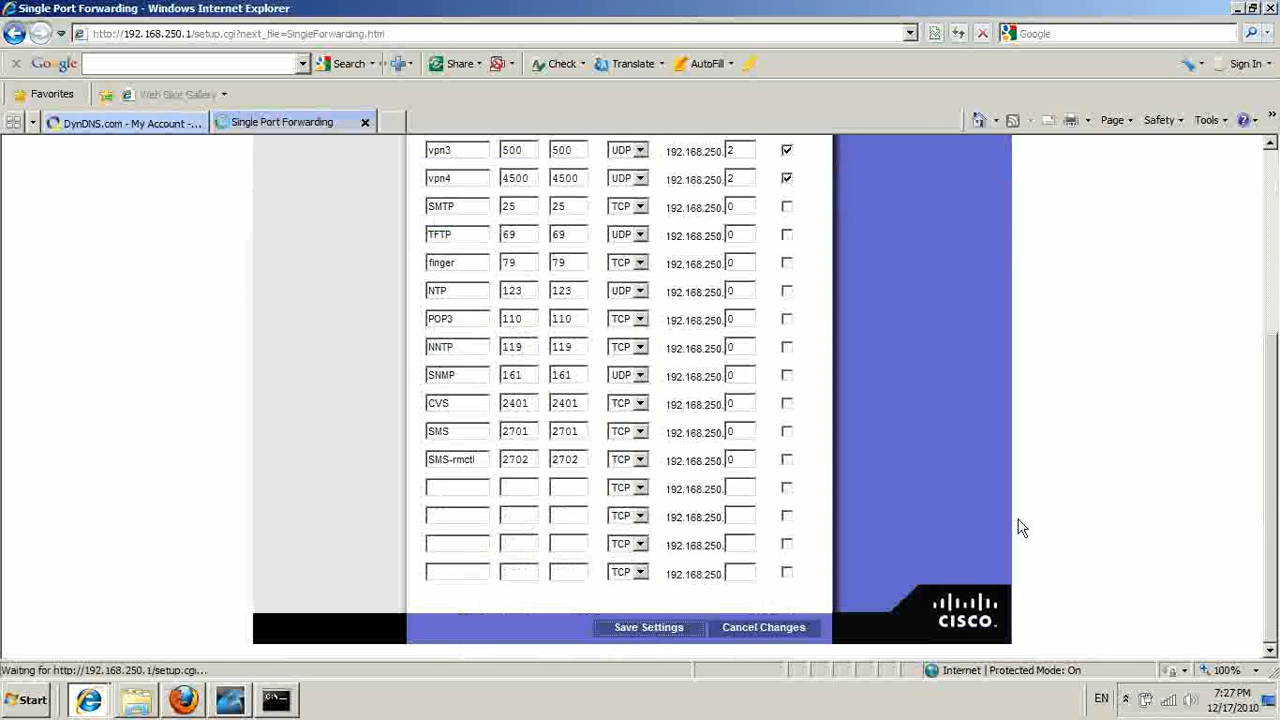 Single Port Forwarding - Windows Internet Explorer
http://192.168.250.1/setup.cgi?next_file=SingleForwarding.html
Google
Google Search Share Check Translate AutoFill Sign In
Favorites Web Slice Gallery
DynDNS.com - My Account -... Single Port Forwarding Page Safety Tools
vpn3 500 500 UDP 192.168.250. 2
vpn4 4500 4500 UDP 192.168.250. 2
SMTP 25 25 TCP 192.168.250. 0
TFTP 69 69 UDP 192.168.250. 0
finger 79 79 TCP 192.168.250. 0
NTP 123 123 UDP 192.168.250. 0
POP3 110 110 TCP 192.168.250. 0
NNTP 119 119 TCP 192.168.250. 0
SNMP 161 161 UDP 192.168.250. 0
CVS 2401 2401 TCP 192.168.250. 0
SMS 2701 2701 TCP 192.168.250. 0
SMS-rmctl 2702 2702 TCP 192.168.250. 0
TCP 192.168.250.
TCP 192.168.250.
TCP 192.168.250.
TCP 192.168.250.
CISCO.
Save Settings Cancel Changes
Waiting for http://192.168.250.1/setup.cgi... Internet | Protected Mode: On 100%
Start EN 7:27 PM
12/17/2010